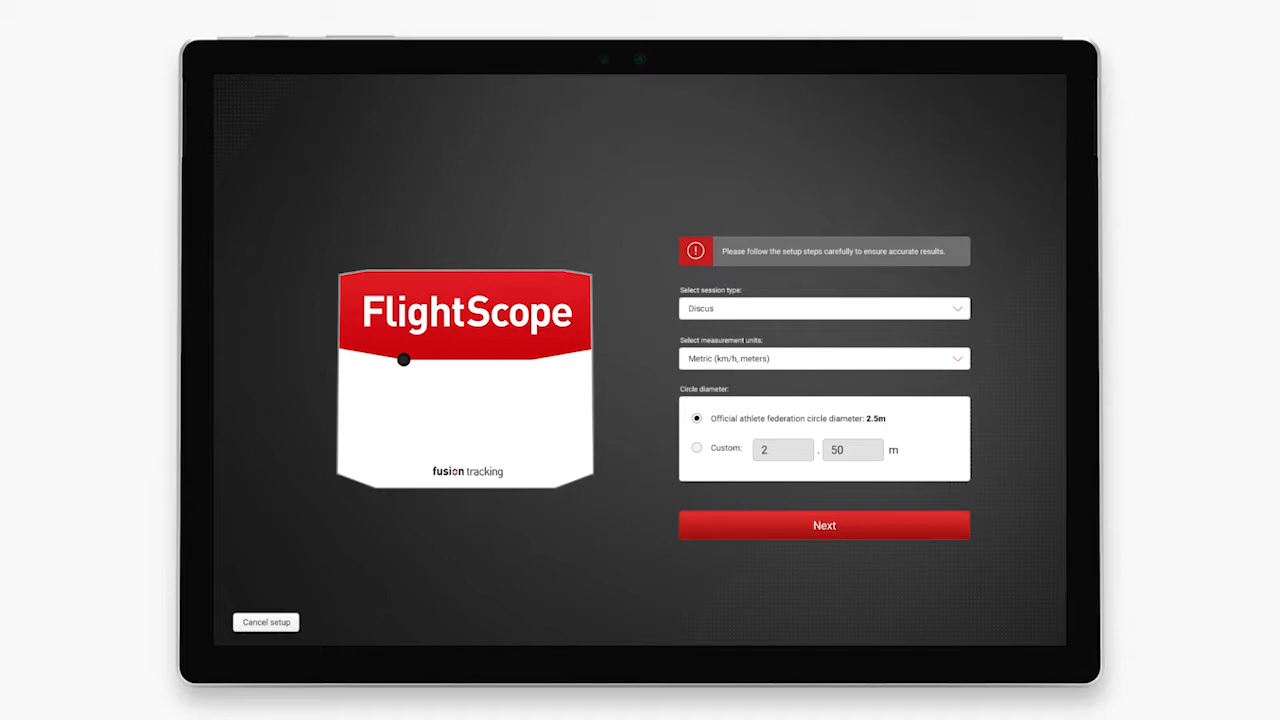 FlightScope
fusion tracking
Please follow the setup steps carefully to ensure accurate results.
Select session type:
Discus
Select measurement units:
Metric (km/h, meters)
Circle diameter:
Official athlete federation circle diameter: 2.5m
Custom: 2 . 50 m
Next
Cancel setup